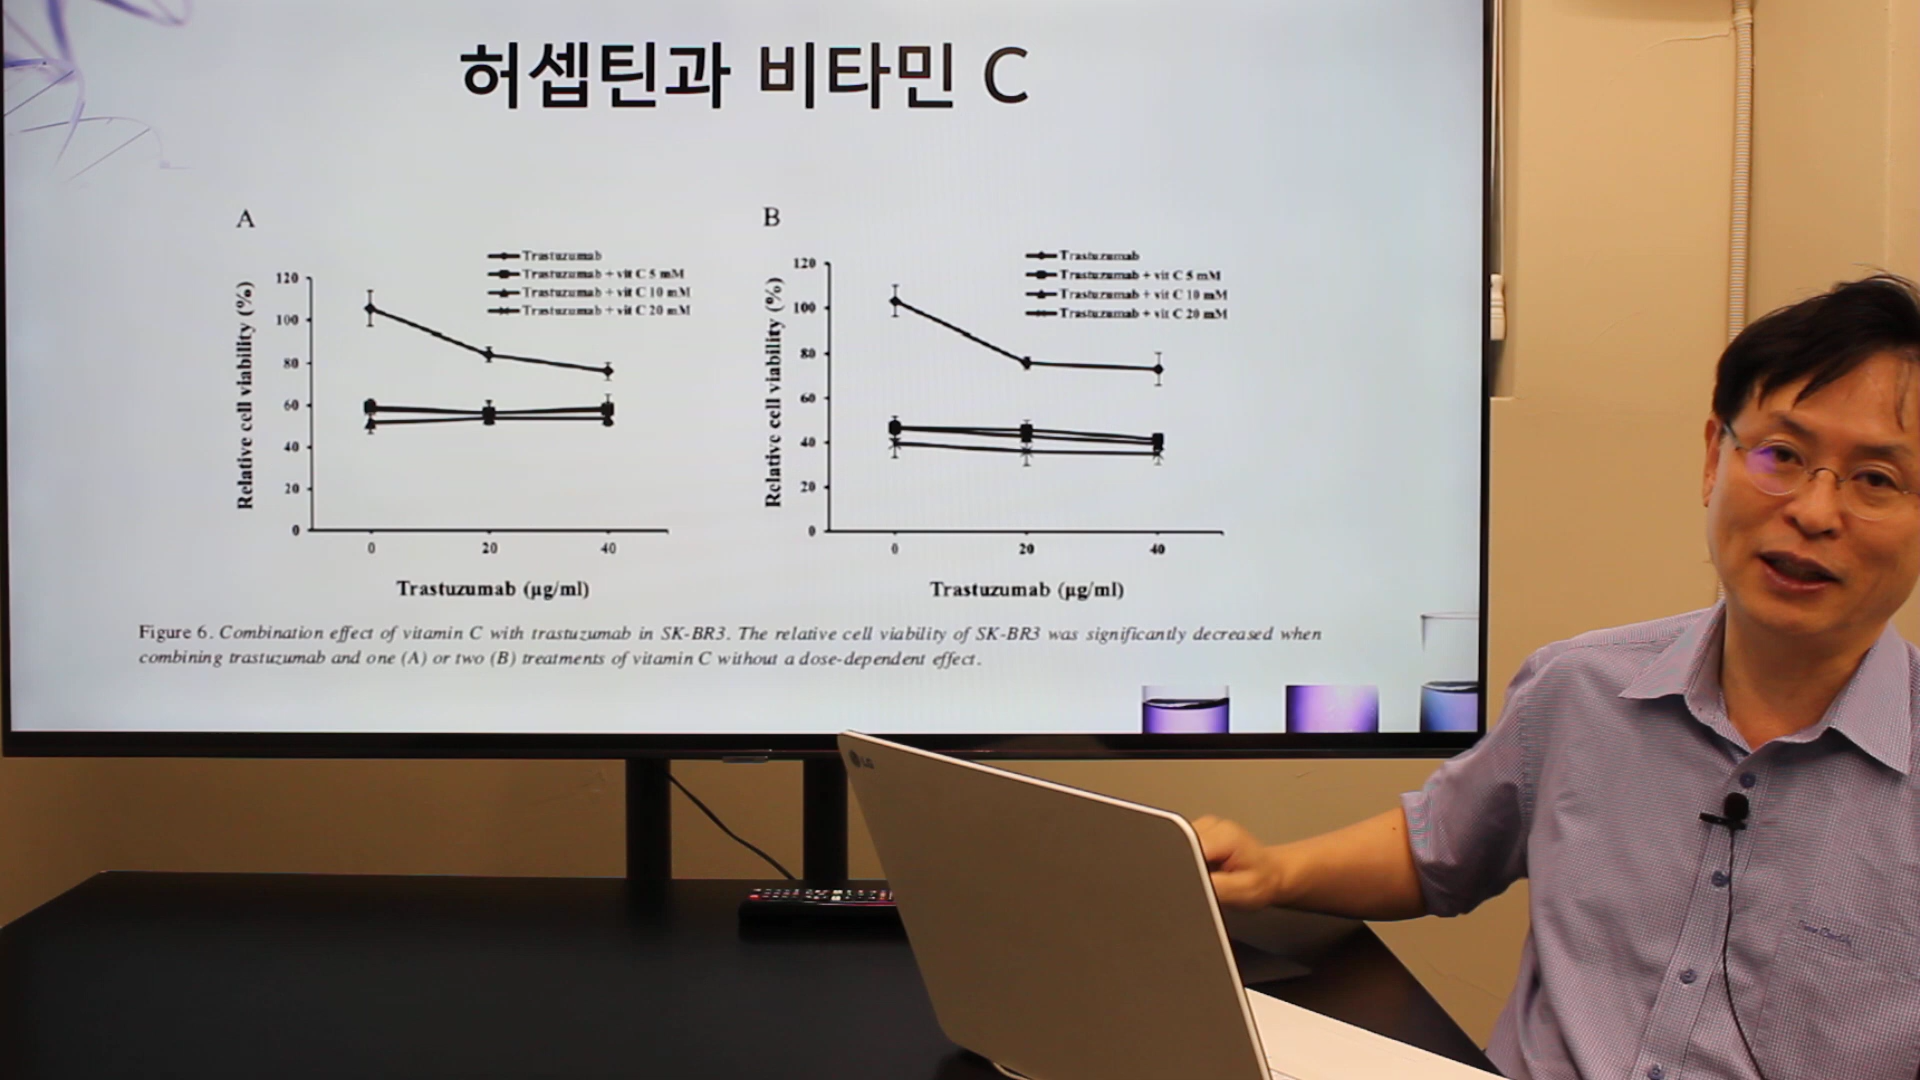 허셉틴과 비타민 C
A
Trastuzumab
Trastuzumab + vit C 5 mM
Trastuzumab + vit C 10 mM
Trastuzumab + vit C 20 mM
Relative cell viability (%)
120
100
80
60
40
20
0
0 20 40
Trastuzumab (µg/ml)
B
Trastuzumab
Trastuzumab + vit C 5 mM
Trastuzumab + vit C 10 mM
Trastuzumab + vit C 20 mM
Relative cell viability (%)
120
100
80
60
40
20
0
0 20 40
Trastuzumab (µg/ml)
Figure 6. Combination effect of vitamin C with trastuzumab in SK-BR3. The relative cell viability of SK-BR3 was significantly decreased when
combining trastuzumab and one (A) or two (B) treatments of vitamin C without a dose-dependent effect.
LG